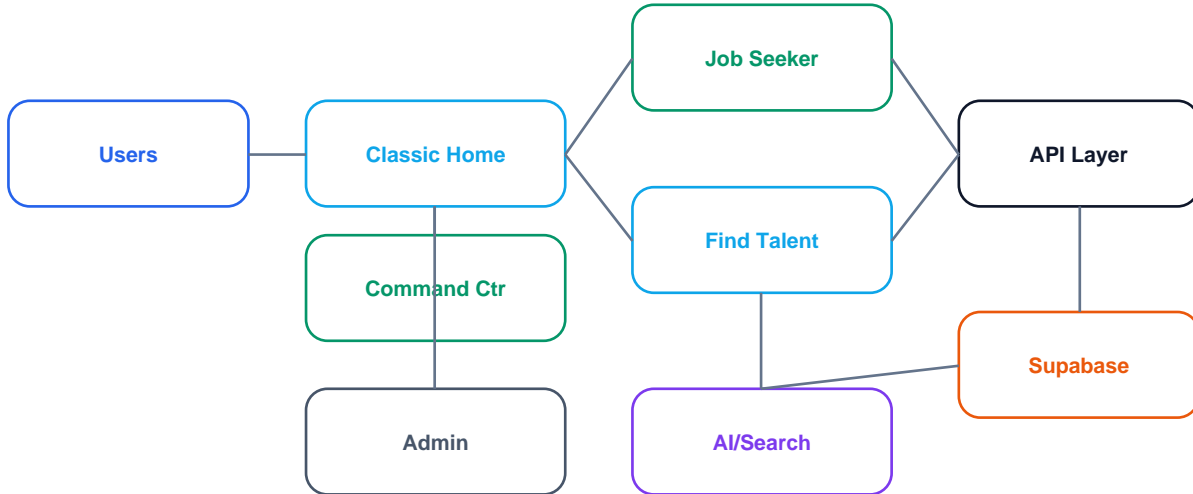 Job Seeker
Users
Classic Home
API Layer
Find Talent
Command Ctr
Supabase
Admin
AI/Search